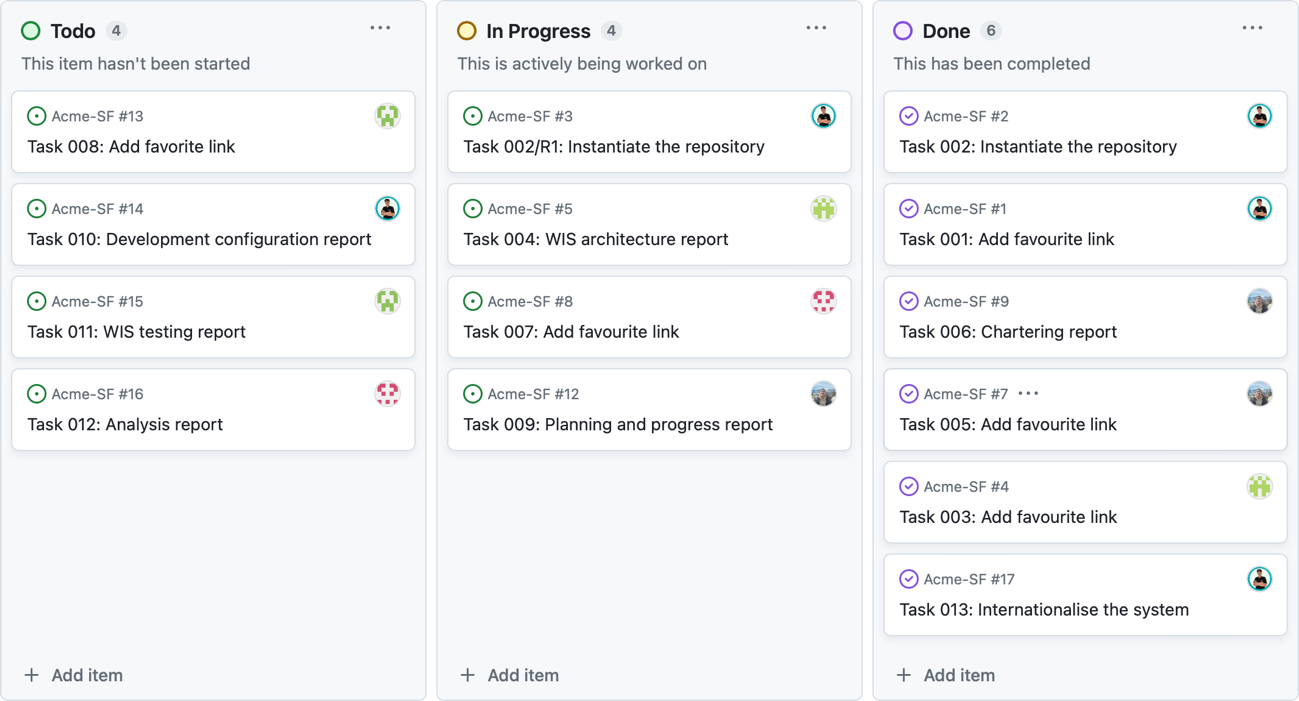 Todo 4
This item hasn't been started
Acme-SF #13
Task 008: Add favorite link
Acme-SF #14
Task 010: Development configuration report
Acme-SF #15
Task 011: WIS testing report
Acme-SF #16
Task 012: Analysis report
+ Add item
In Progress 4
This is actively being worked on
Acme-SF #3
Task 002/R1: Instantiate the repository
Acme-SF #5
Task 004: WIS architecture report
Acme-SF #8
Task 007: Add favourite link
Acme-SF #12
Task 009: Planning and progress report
+ Add item
Done 6
This has been completed
Acme-SF #2
Task 002: Instantiate the repository
Acme-SF #1
Task 001: Add favourite link
Acme-SF #9
Task 006: Chartering report
Acme-SF #7
Task 005: Add favourite link
Acme-SF #4
Task 003: Add favourite link
Acme-SF #17
Task 013: Internationalise the system
+ Add item